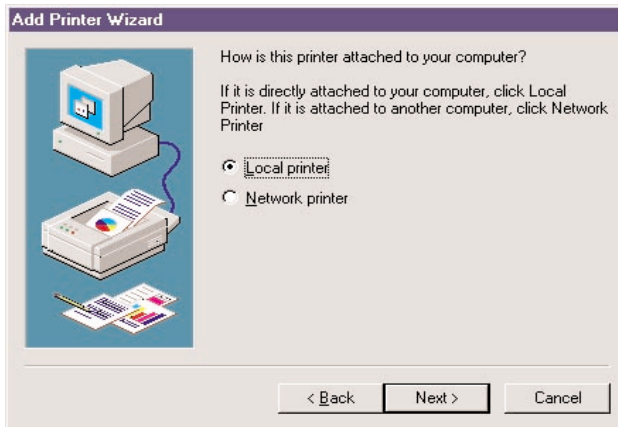 Add Printer Wizard
How is this printer attached to your computer?
If it is directly attached to your computer, click Local
Printer. If it is attached to another computer, click Network
Printer
Local printer
Network printer
< Back
Next >
Cancel